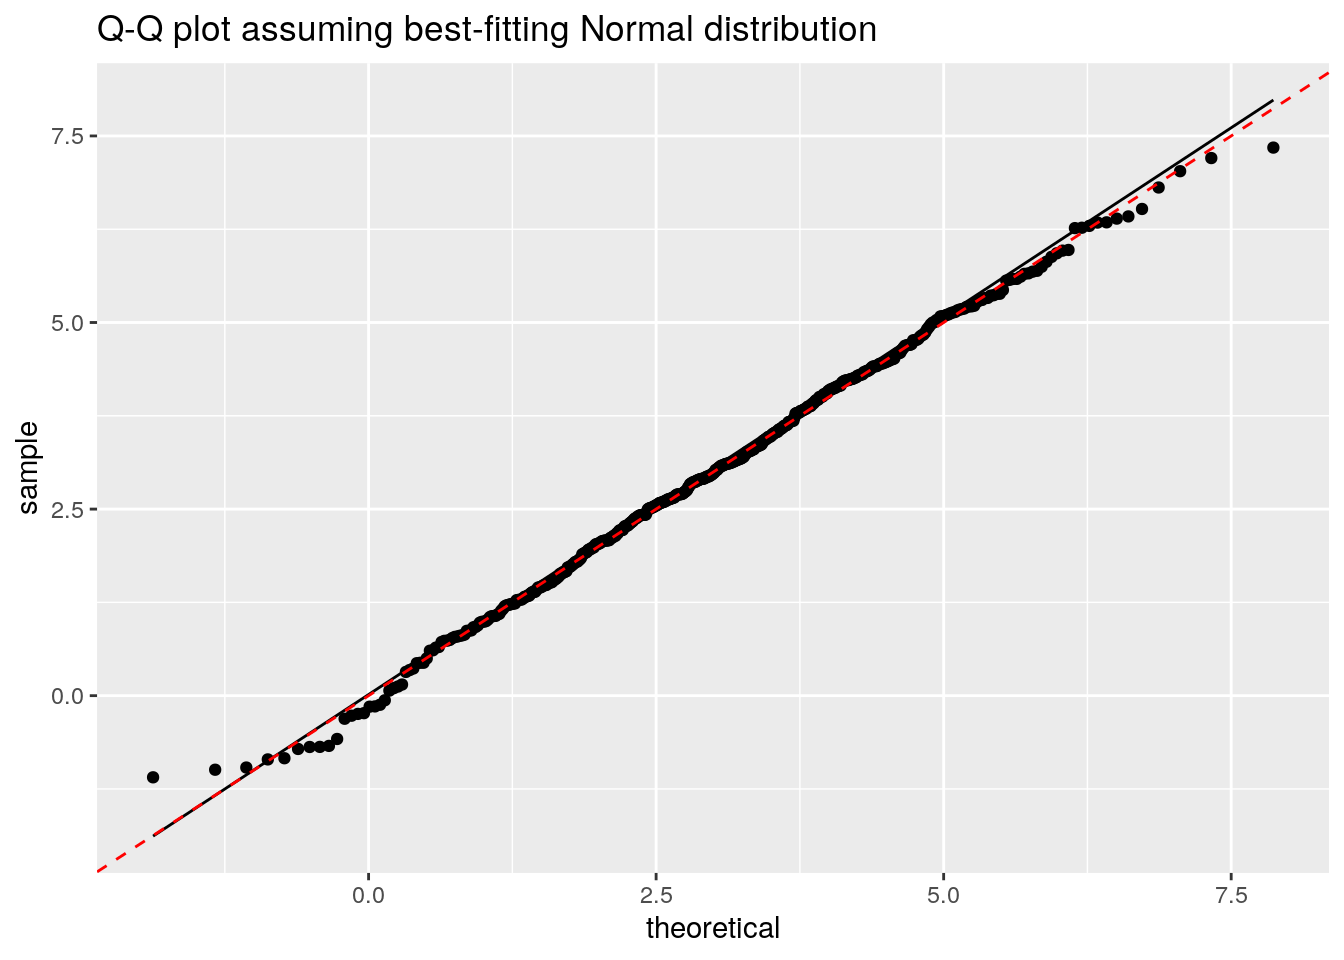 Q-Q plot assuming best-fitting Normal distribution
7.5
5.0
2.5
0.0
sample
0.0 2.5 5.0 7.5
theoretical